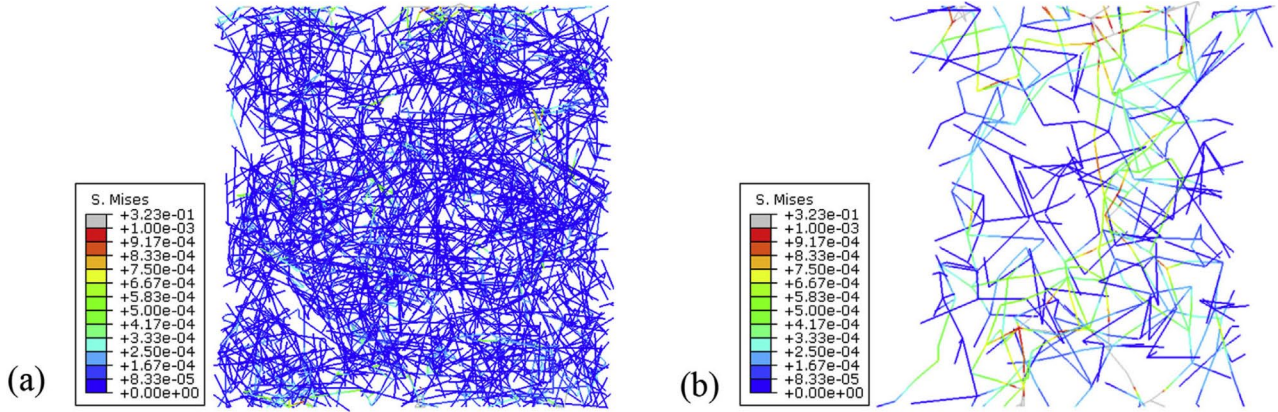 S. Mises
+3.23e-01
+1.00e-03
+9.17e-04
+8.33e-04
+7.50e-04
+6.67e-04
+5.83e-04
+5.00e-04
+4.17e-04
+3.33e-04
+2.50e-04
+1.67e-04
+8.33e-05
+0.00e+00
(a)
S. Mises
+3.23e-01
+1.00e-03
+9.17e-04
+8.33e-04
+7.50e-04
+6.67e-04
+5.83e-04
+5.00e-04
+4.17e-04
+3.33e-04
+2.50e-04
+1.67e-04
+8.33e-05
+0.00e+00
(b)